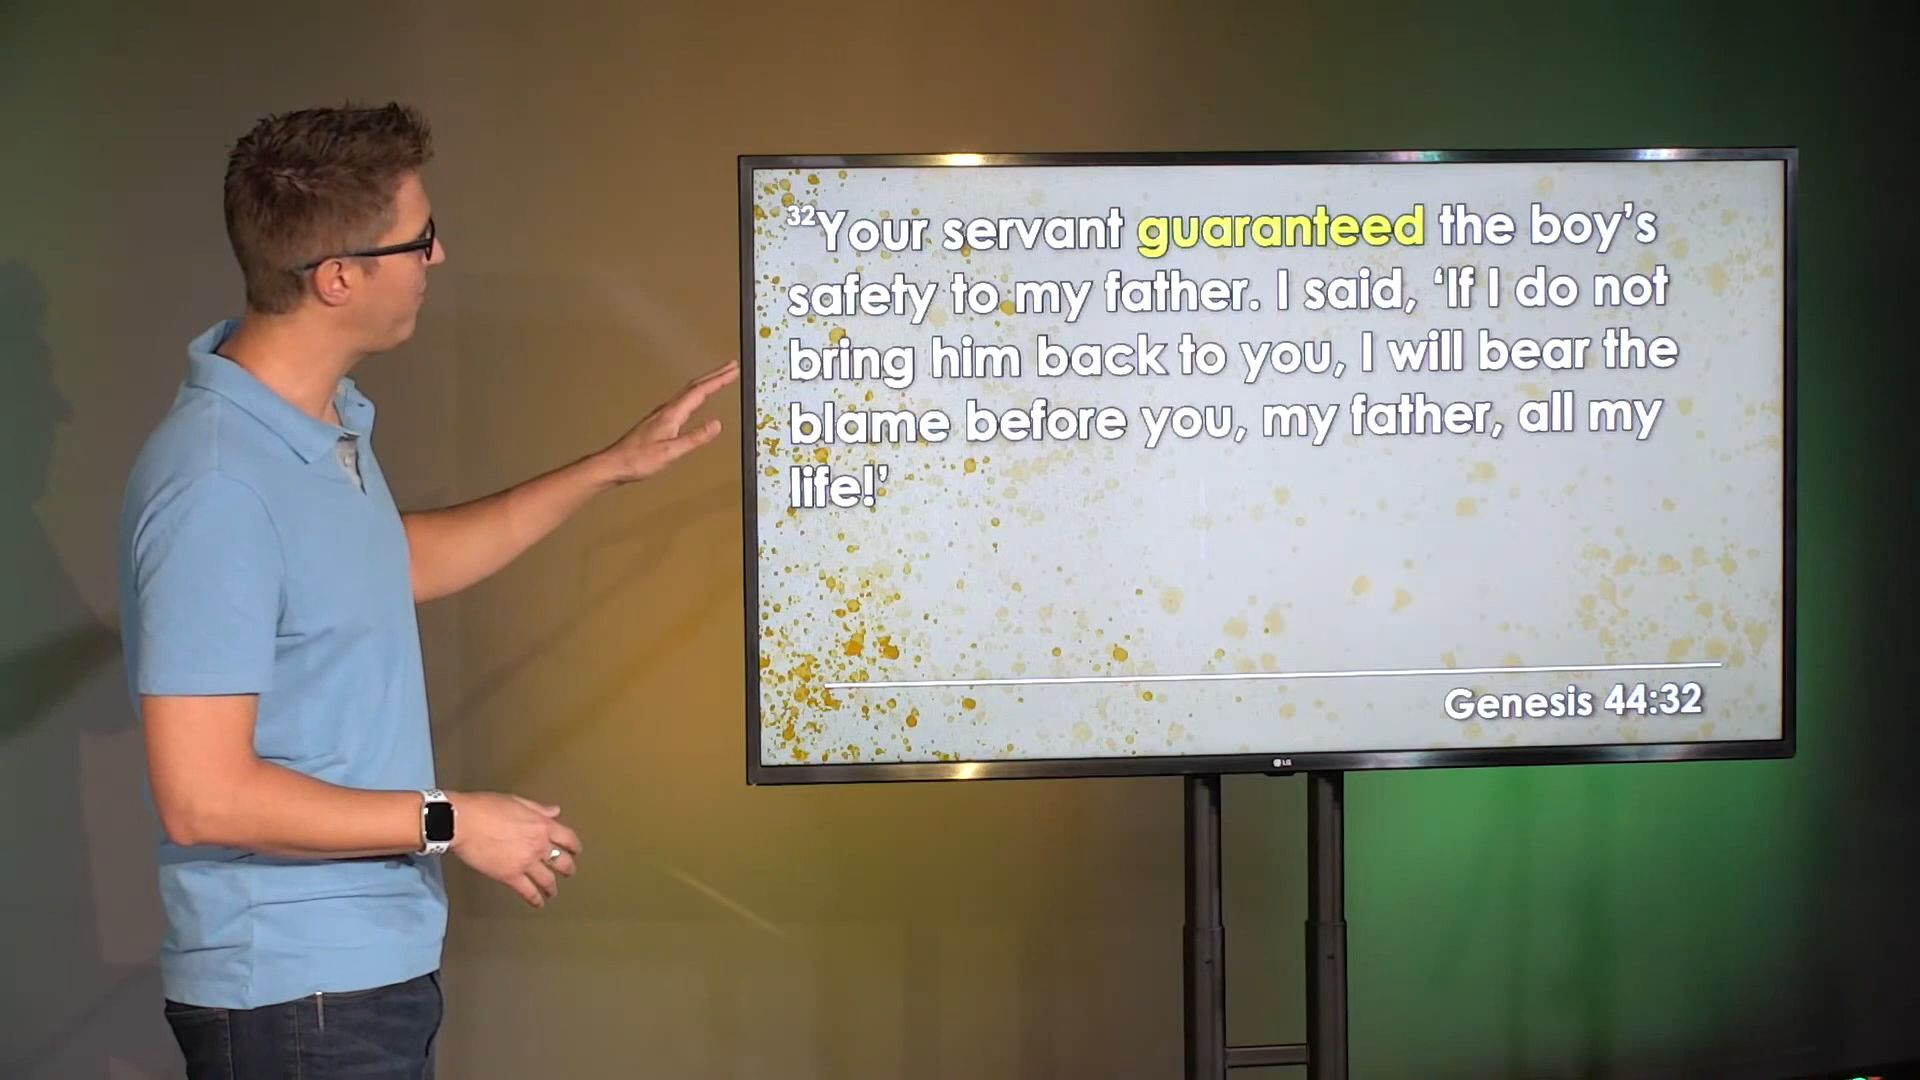 ³²Your servant guaranteed the boy’s
safety to my father. I said, ‘If I do not
bring him back to you, I will bear the
blame before you, my father, all my
life!’
Genesis 44:32
LG